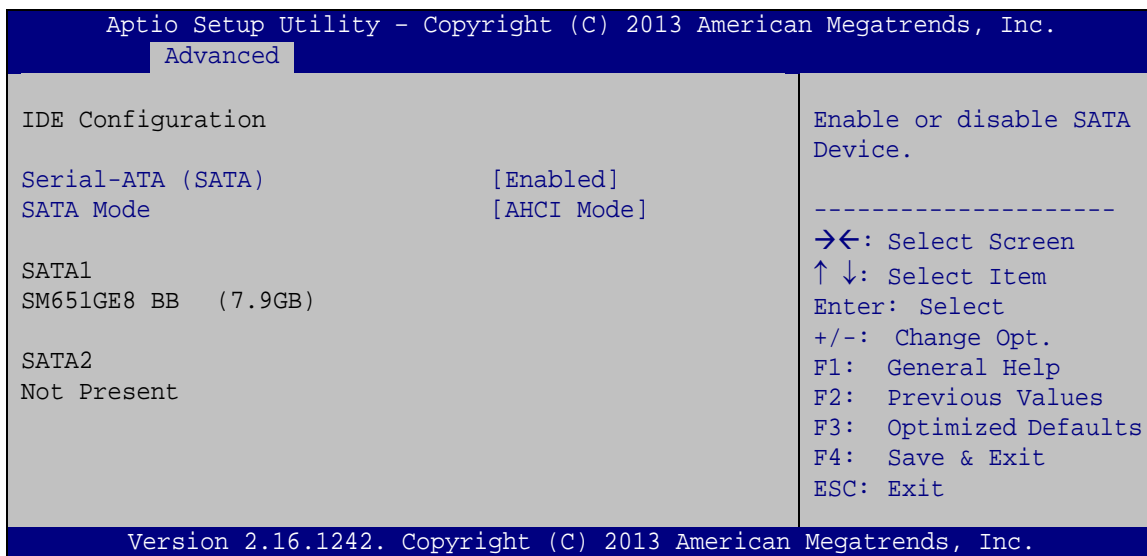 Aptio Setup Utility – Copyright (C) 2013 American Megatrends, Inc.
Advanced
IDE Configuration
Serial-ATA (SATA) [Enabled]
SATA Mode [AHCI Mode]
SATA1
SM651GE8 BB (7.9GB)
SATA2
Not Present
Enable or disable SATA
Device.
---------------------
→←: Select Screen
↑ ↓: Select Item
Enter: Select
+/-: Change Opt.
F1: General Help
F2: Previous Values
F3: Optimized Defaults
F4: Save & Exit
ESC: Exit
Version 2.16.1242. Copyright (C) 2013 American Megatrends, Inc.